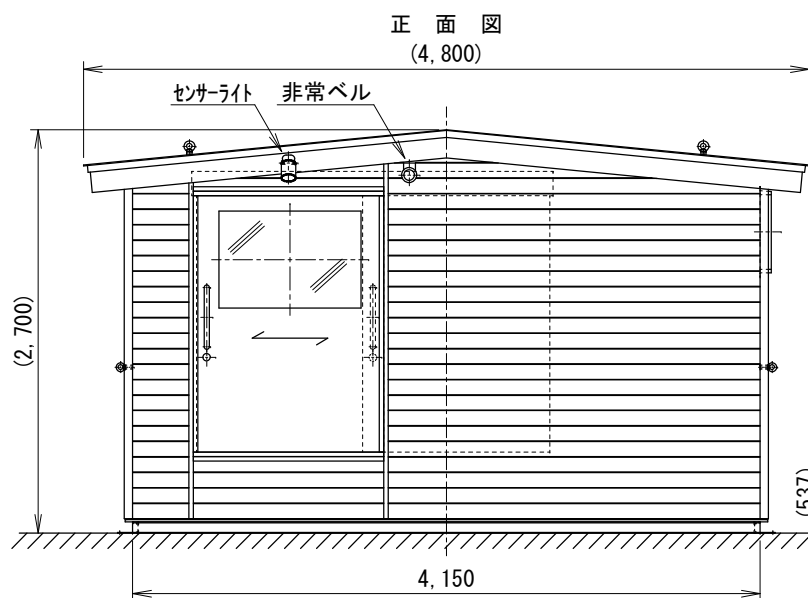 正 面 図
(4,800)
センサーライト 非常ベル
(2,700)
(537)
4,150